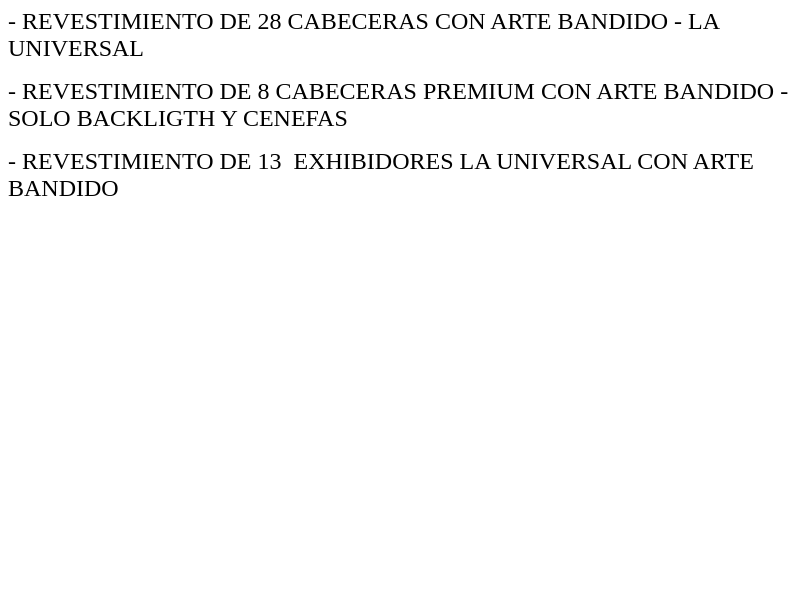 - REVESTIMIENTO DE 28 CABECERAS CON ARTE BANDIDO - LA
UNIVERSAL
- REVESTIMIENTO DE 8 CABECERAS PREMIUM CON ARTE BANDIDO -
SOLO BACKLIGTH Y CENEFAS
- REVESTIMIENTO DE 13  EXHIBIDORES LA UNIVERSAL CON ARTE
BANDIDO